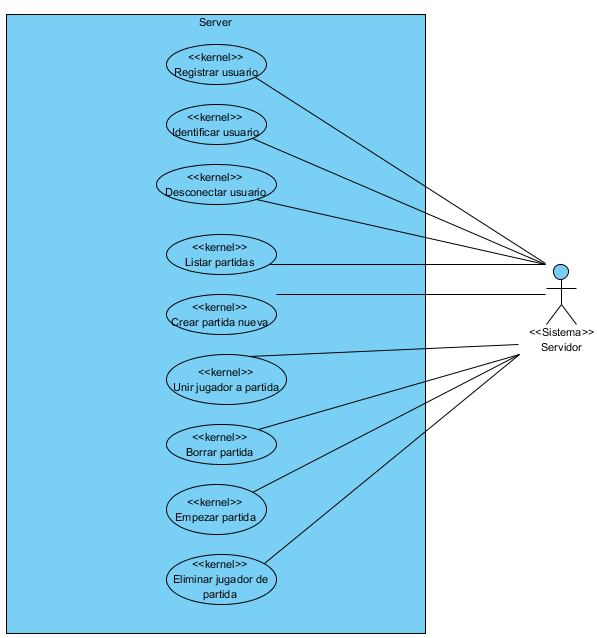 Server
<<kernel>>
Registrar usuario
<<kernel>>
Identificar usuario
<<kernel>>
Desconectar usuario
<<kernel>>
Listar partidas
<<kernel>>
Crear partida nueva
<<Sistema>>
Servidor
<<kernel>>
Unir jugador a partida
<<kernel>>
Borrar partida
<<kernel>>
Empezar partida
<<kernel>>
Eliminar jugador de
partida